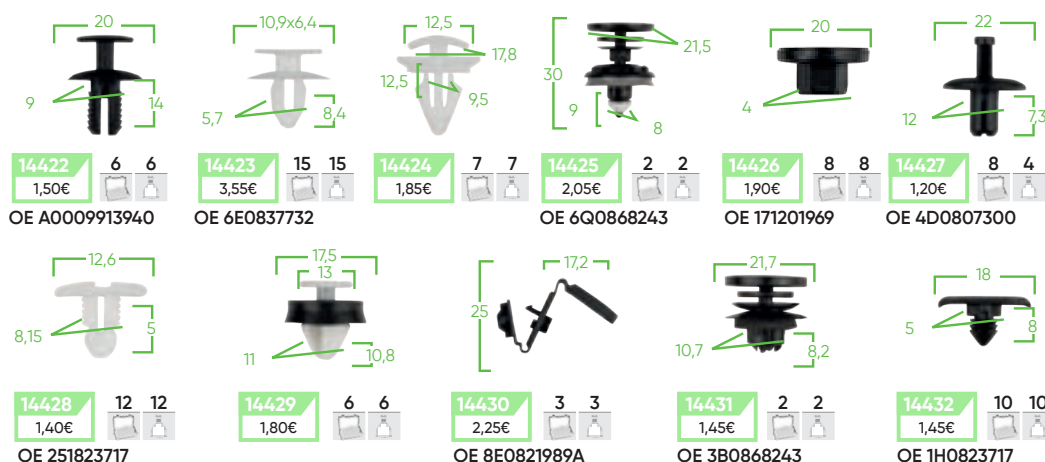 20
9
14
14422 6 6
1,50€
OE A0009913940
10,9x6,4
5,7
8,4
14423 15 15
3,55€
OE 6E0837732
12,5
17,8
12,5
9,5
14424 7 7
1,85€
21,5
30
9
8
14425 2 2
2,05€
OE 6Q0868243
20
4
14426 8 8
1,90€
OE 171201969
22
12
7,3
14427 8 4
1,20€
OE 4D0807300
12,6
8,15
5
14428 12 12
1,40€
OE 251823717
17,5
13
11
10,8
14429 6 6
1,80€
17,2
25
14430 3 3
2,25€
OE 8E0821989A
21,7
10,7
8,2
14431 2 2
1,45€
OE 3B0868243
18
5
8
14432 10 10
1,45€
OE 1H0823717